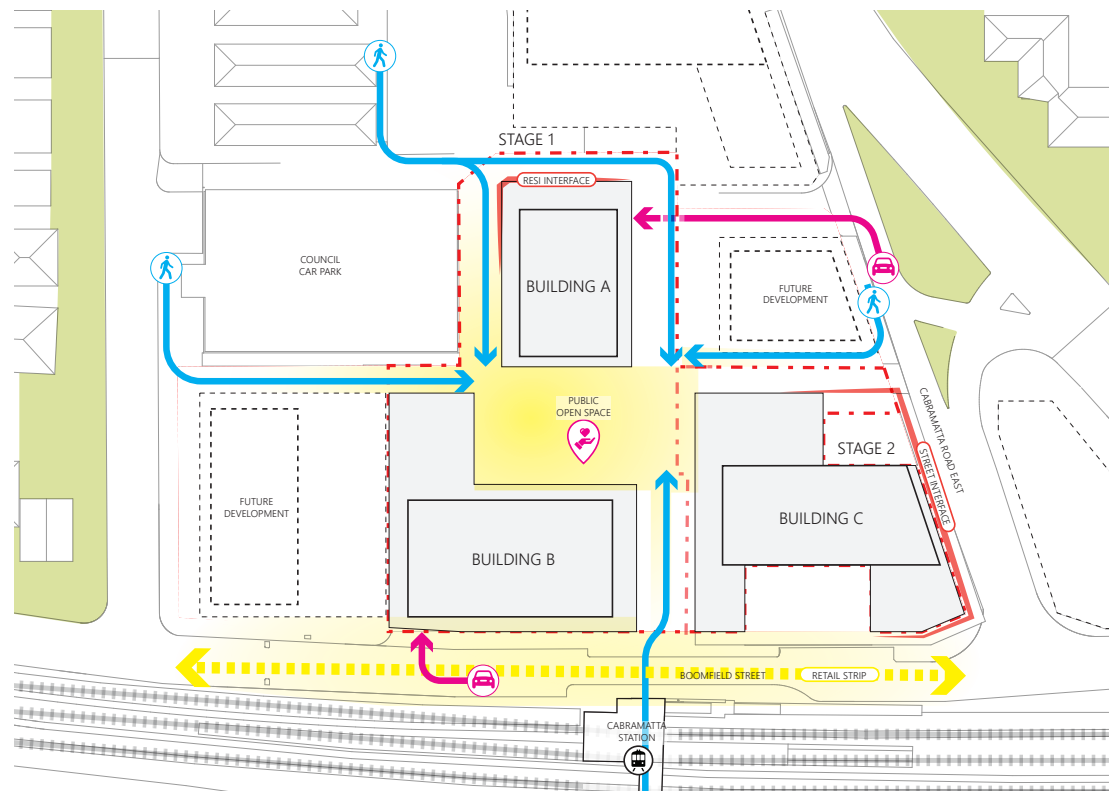 STAGE 1
RESI INTERFACE
COUNCIL
CAR PARK
BUILDING A
FUTURE
DEVELOPMENT
PUBLIC
OPEN SPACE
CABRAMATTA ROAD EAST
STREET INTERFACE
STAGE 2
FUTURE
DEVELOPMENT
BUILDING C
BUILDING B
BOOMFIELD STREET
RETAIL STRIP
CABRAMATTA
STATION